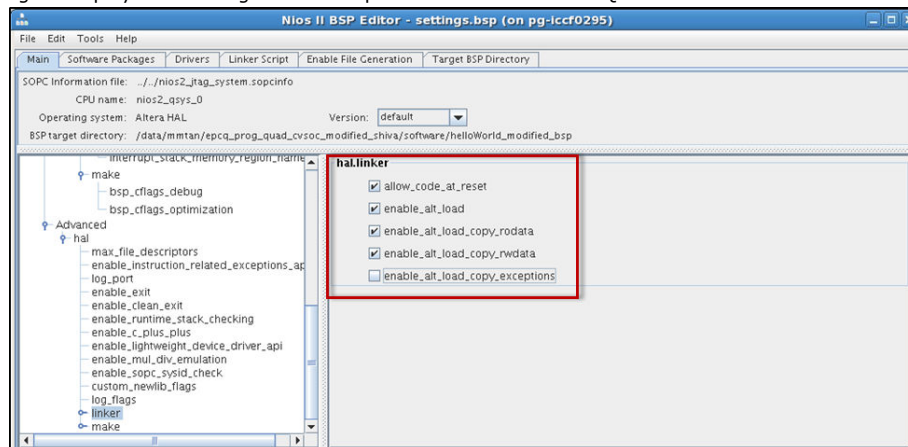 Nios II BSP Editor - settings.bsp (on pg-iccf0295)
File Edit Tools Help
Main Software Packages Drivers Linker Script Enable File Generation Target BSP Directory
SOPC Information file: ../../nios2_jtag_system.sopcinfo
CPU name: nios2_qsys_0
Operating system: Altera HAL Version: default
BSP target directory: /data/mmtan/epcq_prog_quad_cvsoc_modified_shiva/software/helloWorld_modified_bsp
interrupt_stack_memory_region_name
make
bsp_cflags_debug
bsp_cflags_optimization
Advanced
hal
max_file_descriptors
enable_instruction_related_exceptions_ap
log_port
enable_exit
enable_clean_exit
enable_runtime_stack_checking
enable_c_plus_plus
enable_lightweight_device_driver_api
enable_mul_div_emulation
enable_sopc_sysid_check
custom_newlib_flags
log_flags
linker
make
hal.linker
allow_code_at_reset
enable_alt_load
enable_alt_load_copy_rodata
enable_alt_load_copy_rwdata
enable_alt_load_copy_exceptions